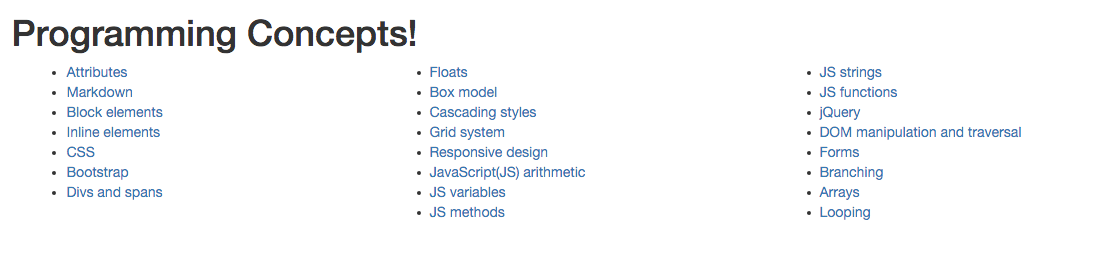 Programming Concepts!
Attributes
Markdown
Block elements
Inline elements
CSS
Bootstrap
Divs and spans
Floats
Box model
Cascading styles
Grid system
Responsive design
JavaScript(JS) arithmetic
JS variables
JS methods
JS strings
JS functions
jQuery
DOM manipulation and traversal
Forms
Branching
Arrays
Looping